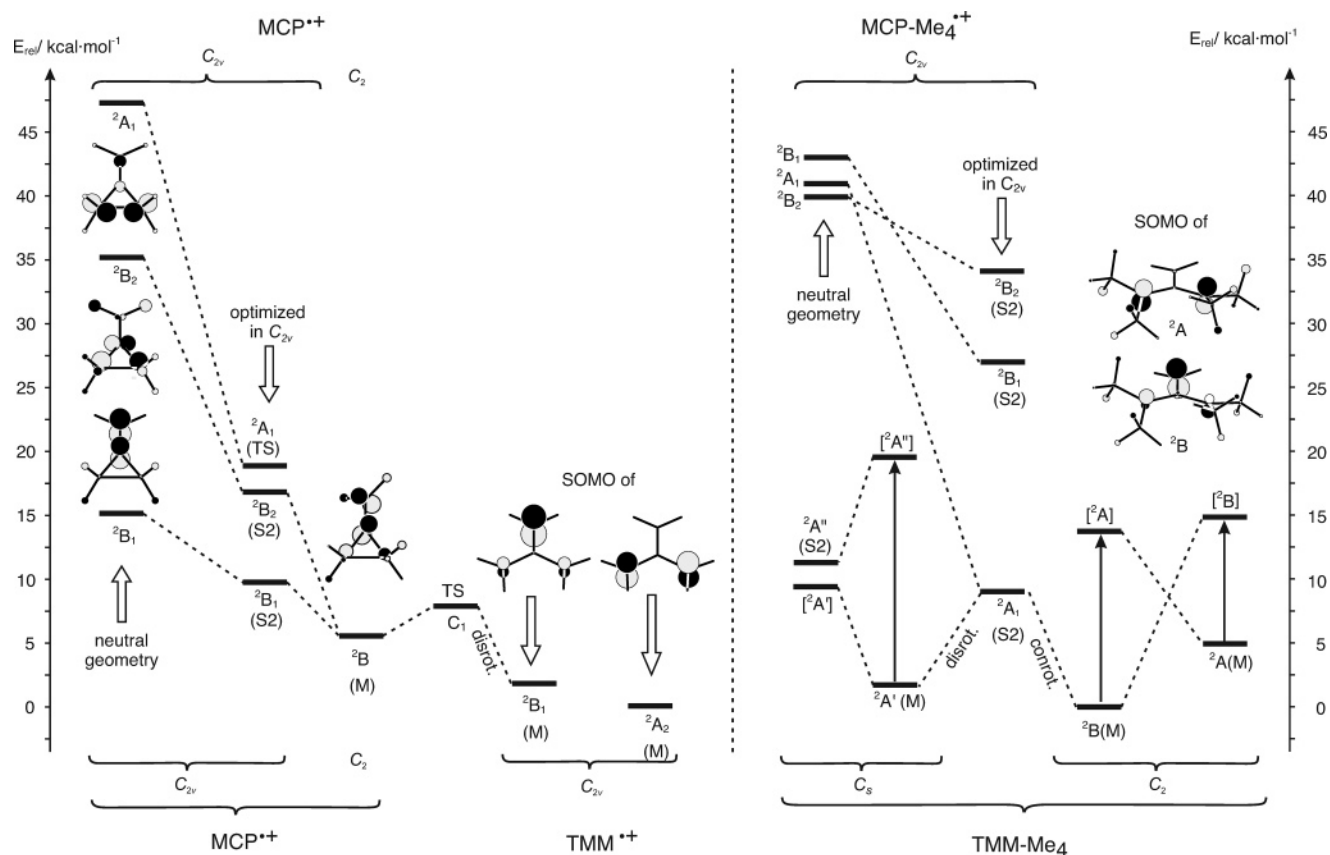 MCP•+
MCP-Me4•+
Erel/ kcal·mol-1
Erel/ kcal·mol-1
C2v
C2
C2v
2A1
45
40
35
30
25
20
15
10
5
0
2B2
2B1
neutral
geometry
optimized
in C2v
2A1
(TS)
2B2
(S2)
2B1
(S2)
2B
(M)
TS
C1
disrot.
SOMO of
2B1
(M)
2A2
(M)
C2v
C2
C2v
MCP•+
TMM•+
2B1
2A1
2B2
neutral
geometry
optimized
in C2v
2B2
(S2)
2B1
(S2)
SOMO of
2A
2B
[2A"]
2A"
(S2)
[2A']
2A' (M)
disrot.
2A1
(S2)
conrot.
[2A]
[2B]
2B(M)
2A(M)
45
40
35
30
25
20
15
10
5
0
Cs
C2
TMM-Me4